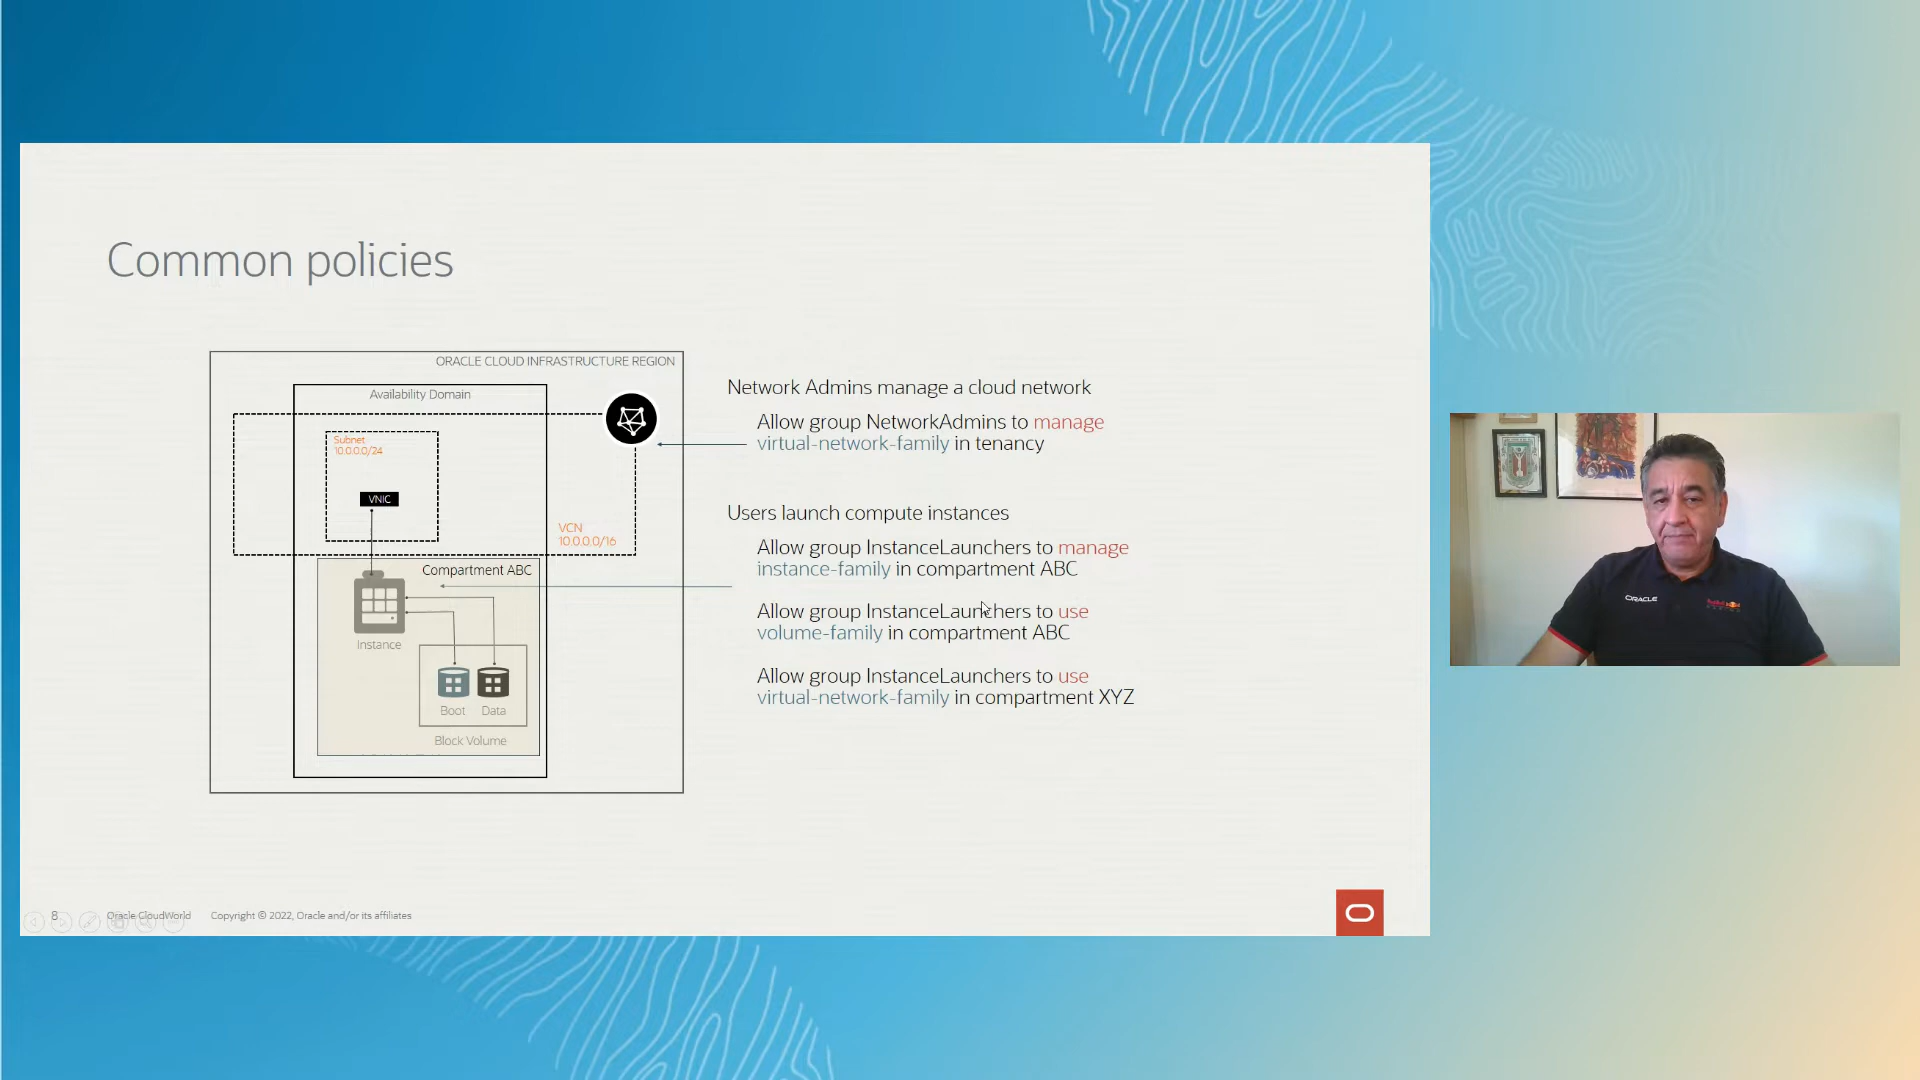 Common policies
ORACLE CLOUD INFRASTRUCTURE REGION
Availability Domain
Subnet
10.0.0.0/24
VNIC
VCN
10.0.0.0/16
Compartment ABC
Instance
Boot
Data
Block Volume
Network Admins manage a cloud network
Allow group NetworkAdmins to manage
virtual-network-family in tenancy
Users launch compute instances
Allow group InstanceLaunchers to manage
instance-family in compartment ABC
Allow group InstanceLaunchers to use
volume-family in compartment ABC
Allow group InstanceLaunchers to use
virtual-network-family in compartment XYZ
8
Oracle CloudWorld
Copyright © 2022, Oracle and/or its affiliates
ORACLE